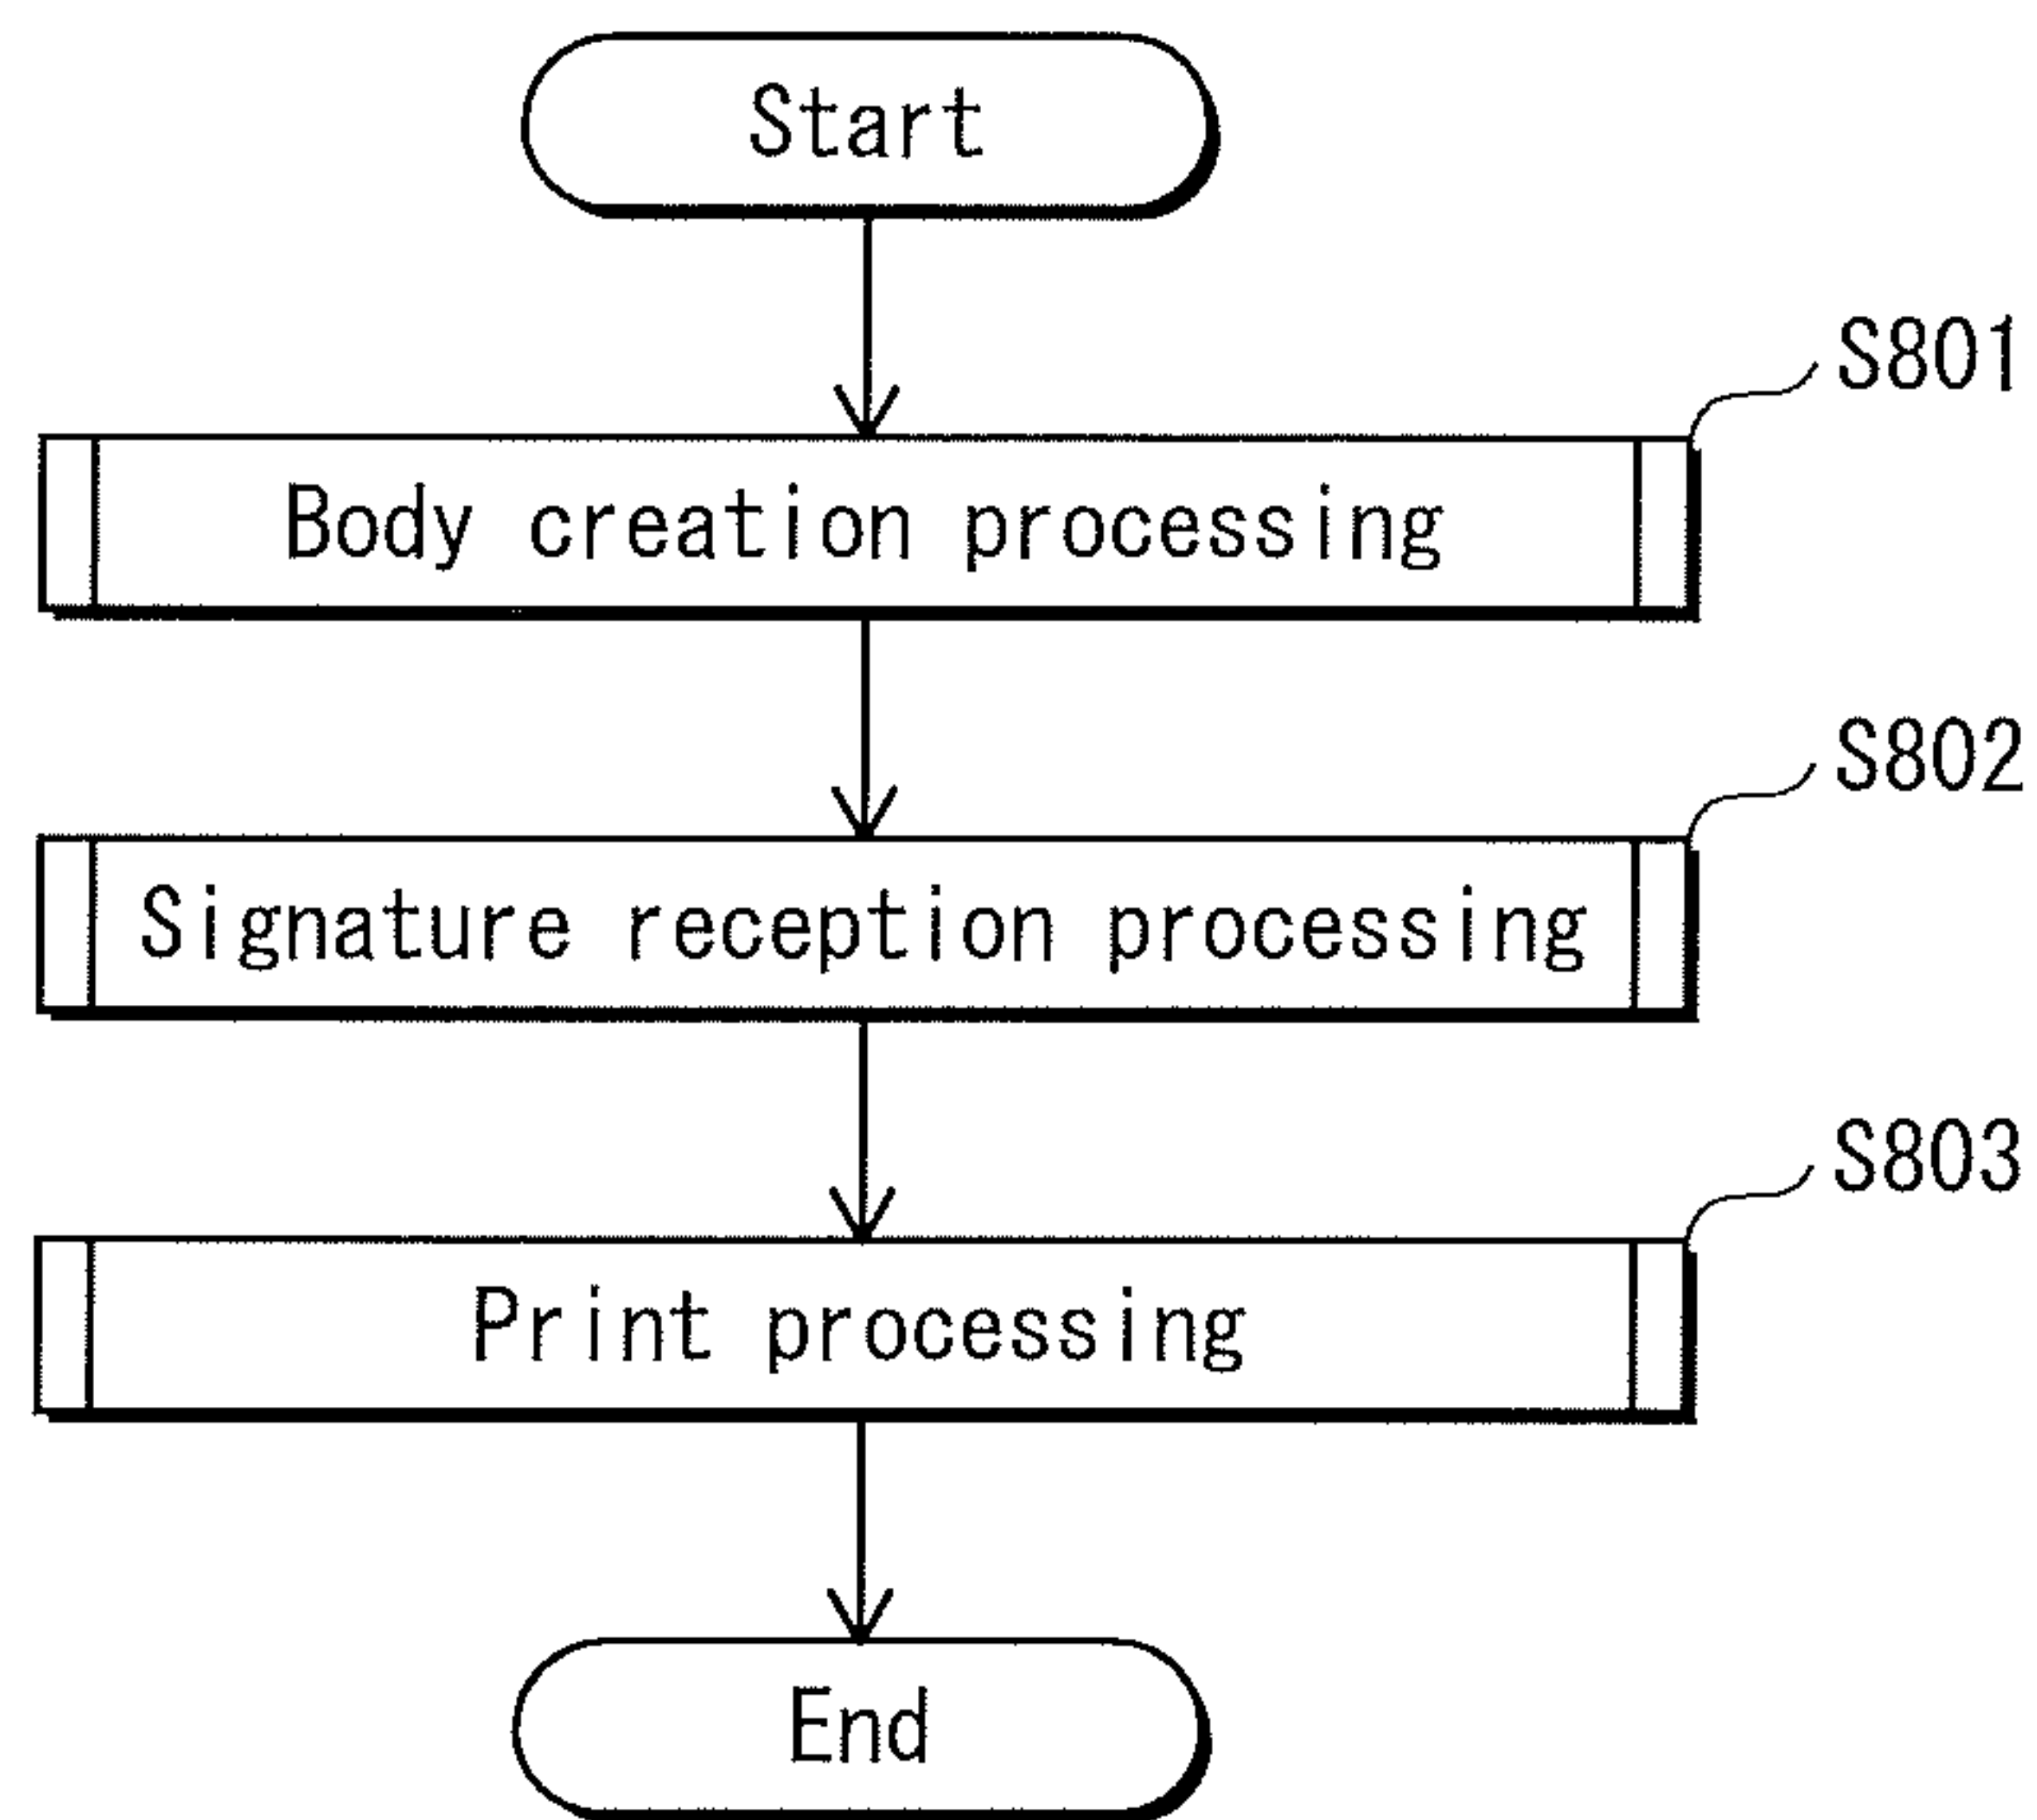 Start
S801
Body creation processing
S802
Signature reception processing
S803
Print processing
End